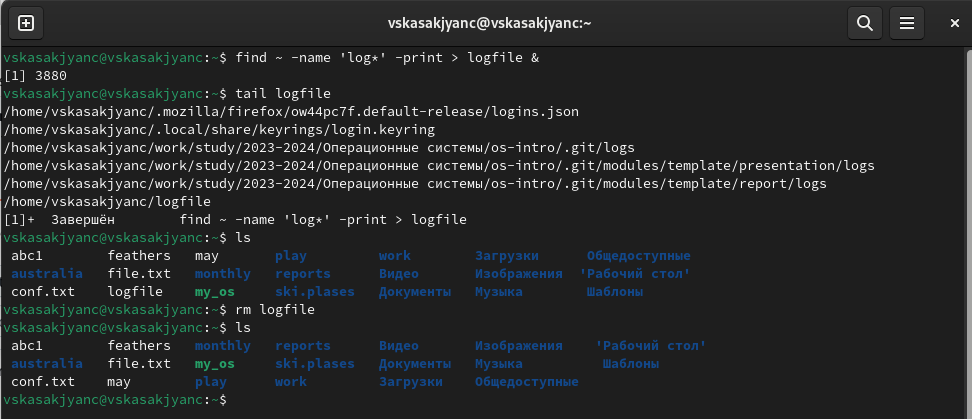 vskasakjyanc@vskasakjyanc:~
vskasakjyanc@vskasakjyanc:~$ find ~ -name 'log*' -print > logfile &
[1] 3880
vskasakjyanc@vskasakjyanc:~$ tail logfile
/home/vskasakjyanc/.mozilla/firefox/ow44pc7f.default-release/logins.json
/home/vskasakjyanc/.local/share/keyrings/login.keyring
/home/vskasakjyanc/work/study/2023-2024/Операционные системы/os-intro/.git/logs
/home/vskasakjyanc/work/study/2023-2024/Операционные системы/os-intro/.git/modules/template/presentation/logs
/home/vskasakjyanc/work/study/2023-2024/Операционные системы/os-intro/.git/modules/template/report/logs
/home/vskasakjyanc/logfile
[1]+  Завершён        find ~ -name 'log*' -print > logfile
vskasakjyanc@vskasakjyanc:~$ ls
abc1 feathers may play work Загрузки Общедоступные
australia file.txt monthly reports Видео Изображения 'Рабочий стол'
conf.txt logfile my_os ski.plases Документы Музыка Шаблоны
vskasakjyanc@vskasakjyanc:~$ rm logfile
vskasakjyanc@vskasakjyanc:~$ ls
abc1 feathers monthly reports Видео Изображения 'Рабочий стол'
australia file.txt my_os ski.plases Документы Музыка Шаблоны
conf.txt may play work Загрузки Общедоступные
vskasakjyanc@vskasakjyanc:~$